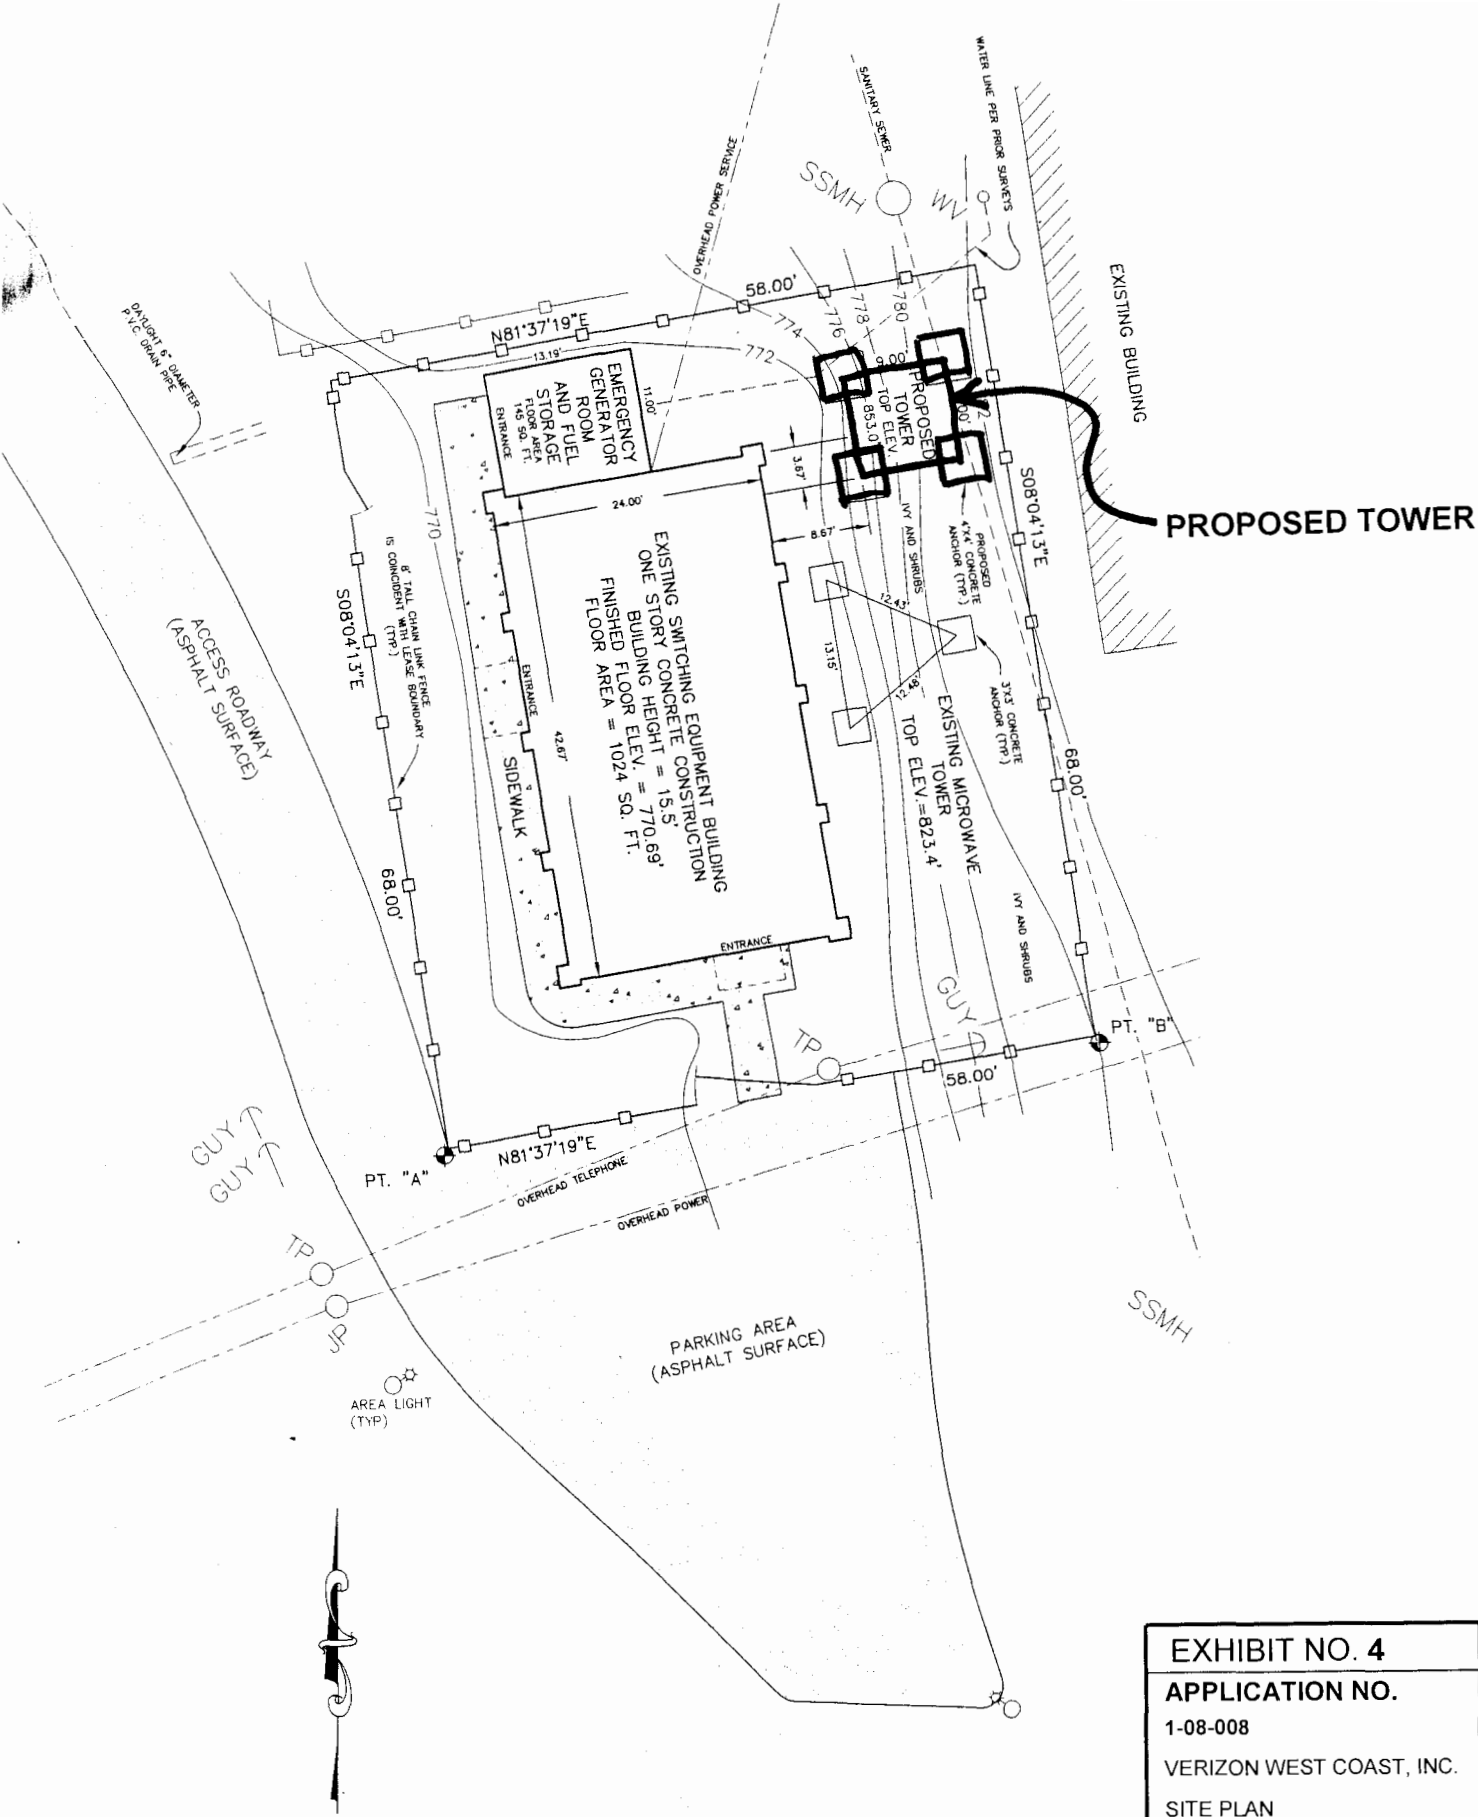 WATER LINE PER PRIOR SURVEYS
SANITARY SEWER
OVERHEAD POWER SERVICE
SSMH
WV
EXISTING BUILDING
58.00'
N81°37'19"E
13.19'
774
776
778
780
772
DAYLIGHT 6" DIAMETER
P.V.C. DRAIN PIPE
EMERGENCY
GENERATOR
ROOM
AND FUEL
STORAGE
FLOOR AREA
145 SQ. FT.
ENTRANCE
11.00'
9.00'
PROPOSED
TOWER
TOP ELEV.
853.0'
PROPOSED TOWER
3.67'
24.00'
8.67'
770
IVY AND SHRUBS
PROPOSED
4'X4' CONCRETE
ANCHOR (TYP.)
S08°04'13"E
8' TALL CHAIN LINK FENCE
IS COINCIDENT WITH LEASE BOUNDARY
(TYP.)
S08°04'13"E
ACCESS ROADWAY
(ASPHALT SURFACE)
EXISTING SWITCHING EQUIPMENT BUILDING
ONE STORY CONCRETE CONSTRUCTION
BUILDING HEIGHT = 15.5'
FINISHED FLOOR ELEV. = 770.69'
FLOOR AREA = 1024 SQ. FT.
12.43'
13.15'
12.48'
3'X3' CONCRETE
ANCHOR (TYP.)
EXISTING MICROWAVE
TOWER
TOP ELEV.=823.4'
ENTRANCE
42.67'
SIDEWALK
68.00'
68.00'
IVY AND SHRUBS
ENTRANCE
GUY
TP
PT. "B"
58.00'
GUY
GUY
PT. "A"
N81°37'19"E
OVERHEAD TELEPHONE
OVERHEAD POWER
TP
JP
SSMH
PARKING AREA
(ASPHALT SURFACE)
AREA LIGHT
(TYP)
EXHIBIT NO. 4
APPLICATION NO.
1-08-008
VERIZON WEST COAST, INC.
SITE PLAN